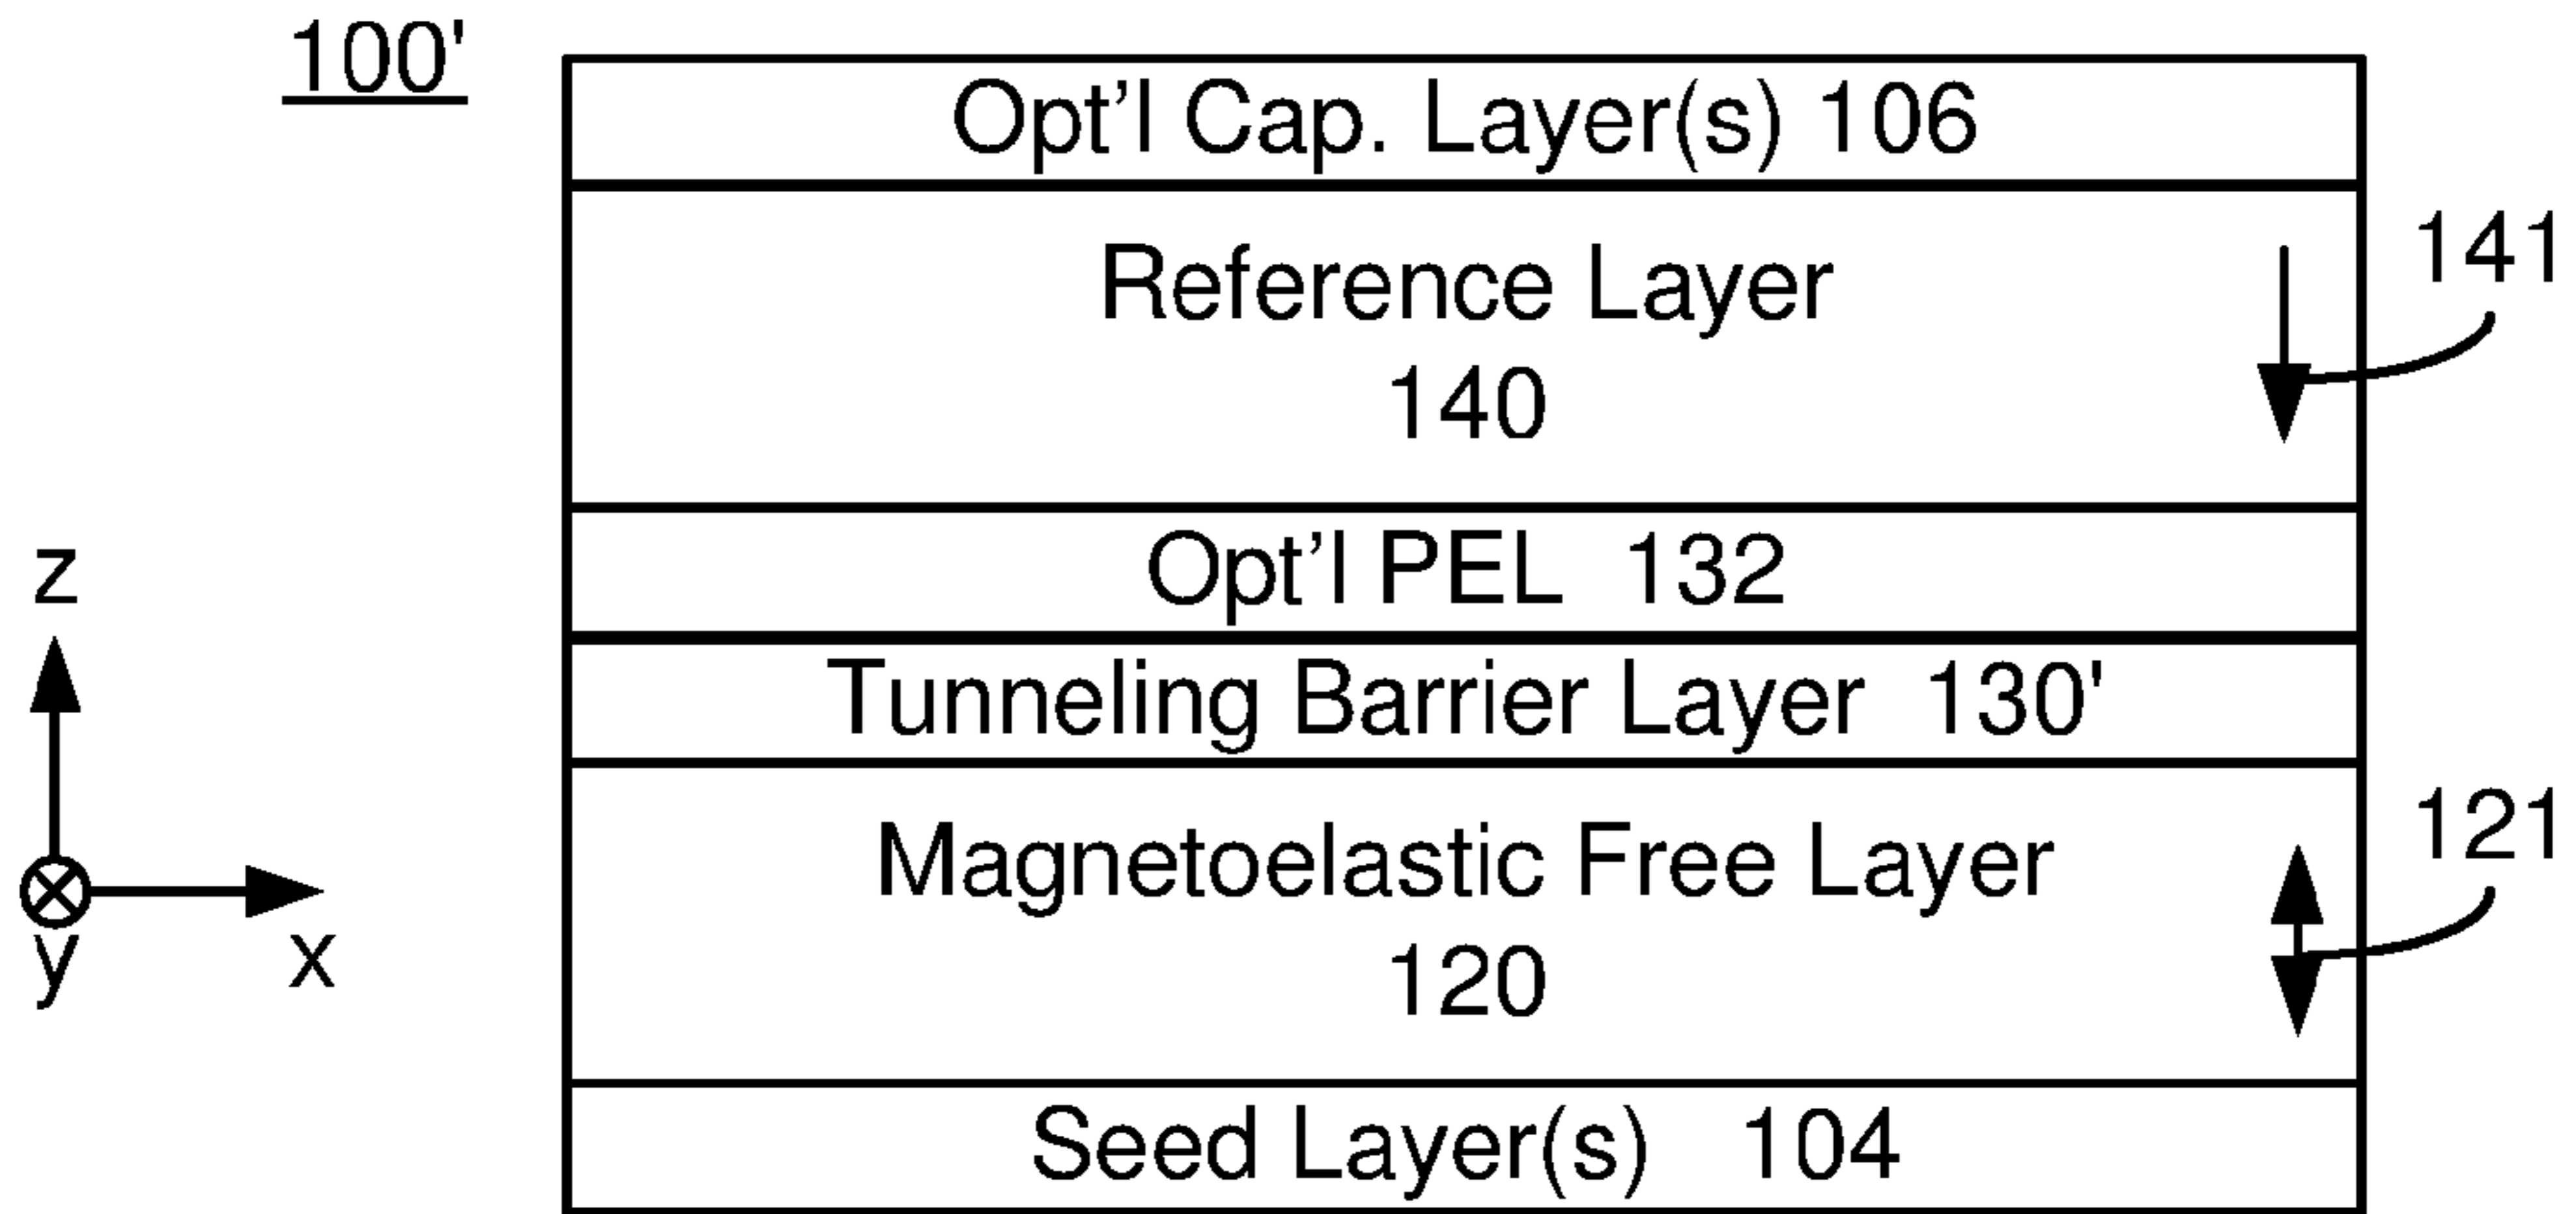 100'
Opt’l Cap. Layer(s) 106
Reference Layer
140
141
Opt’l PEL 132
Tunneling Barrier Layer 130'
Magnetoelastic Free Layer
120
121
Seed Layer(s) 104
z
y
x